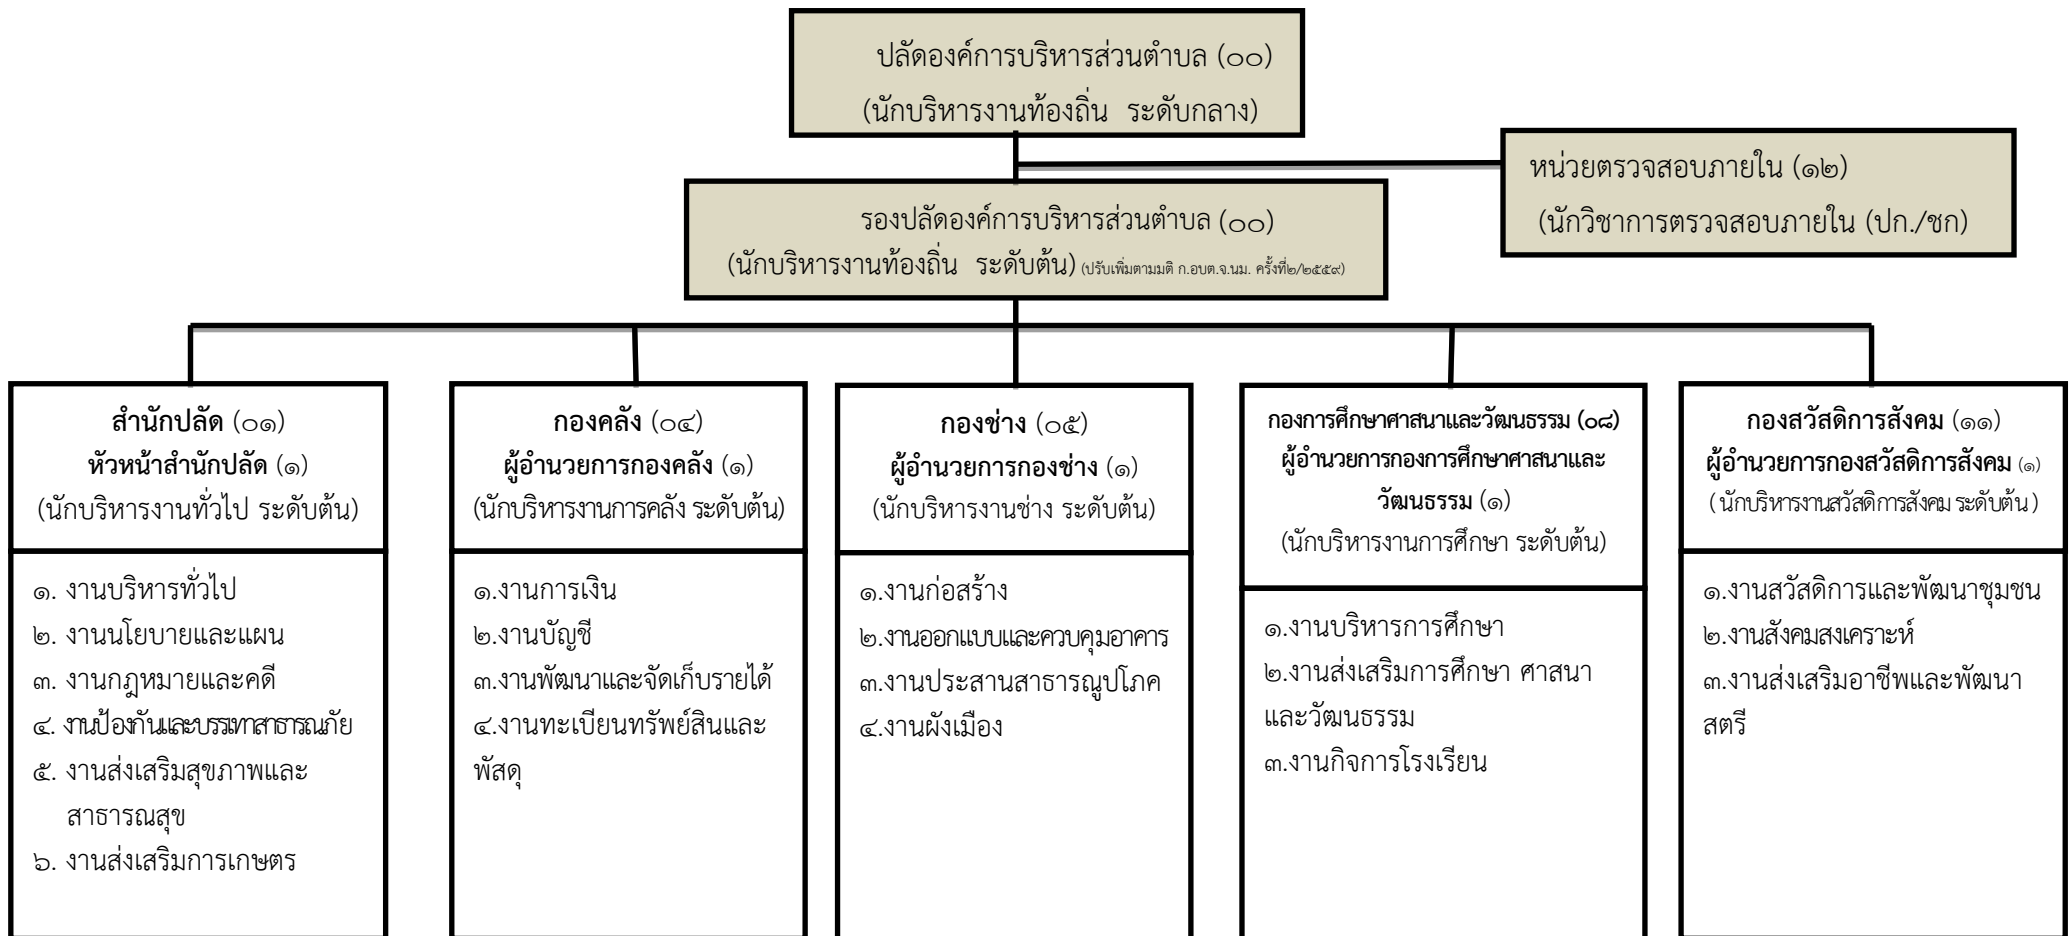 ปลัดองค์การบริหารส่วนตำบล (๐๐)
(นักบริหารงานท้องถิ่น ระดับกลาง)
หน่วยตรวจสอบภายใน (๑๒)
(นักวิชาการตรวจสอบภายใน (ปก./ชก)
รองปลัดองค์การบริหารส่วนตำบล (๐๐)
(นักบริหารงานท้องถิ่น ระดับต้น) (ปรับเพิ่มตามมติ ก.อบต.จ.นม. ครั้งที่๒/๒๕๕๙)
สำนักปลัด (๐๑)
หัวหน้าสำนักปลัด (๑)
(นักบริหารงานทั่วไป ระดับต้น)
๑. งานบริหารทั่วไป
๒. งานนโยบายและแผน
๓. งานกฎหมายและคดี
๔. งานป้องกันและบรรเทาสาธารณภัย
๕. งานส่งเสริมสุขภาพและ
สาธารณสุข
๖. งานส่งเสริมการเกษตร
กองคลัง (๐๔)
ผู้อำนวยการกองคลัง (๑)
(นักบริหารงานการคลัง ระดับต้น)
๑.งานการเงิน
๒.งานบัญชี
๓.งานพัฒนาและจัดเก็บรายได้
๔.งานทะเบียนทรัพย์สินและ
พัสดุ
กองช่าง (๐๕)
ผู้อำนวยการกองช่าง (๑)
(นักบริหารงานช่าง ระดับต้น)
๑.งานก่อสร้าง
๒.งานออกแบบและควบคุมอาคาร
๓.งานประสานสาธารณูปโภค
๔.งานผังเมือง
กองการศึกษาศาสนาและวัฒนธรรม (๐๘)
ผู้อำนวยการกองการศึกษาศาสนาและ
วัฒนธรรม (๑)
(นักบริหารงานการศึกษา ระดับต้น)
๑.งานบริหารการศึกษา
๒.งานส่งเสริมการศึกษา ศาสนา
และวัฒนธรรม
๓.งานกิจการโรงเรียน
กองสวัสดิการสังคม (๑๑)
ผู้อำนวยการกองสวัสดิการสังคม (๑)
( นักบริหารงานสวัสดิการสังคม ระดับต้น )
๑.งานสวัสดิการและพัฒนาชุมชน
๒.งานสังคมสงเคราะห์
๓.งานส่งเสริมอาชีพและพัฒนา
สตรี